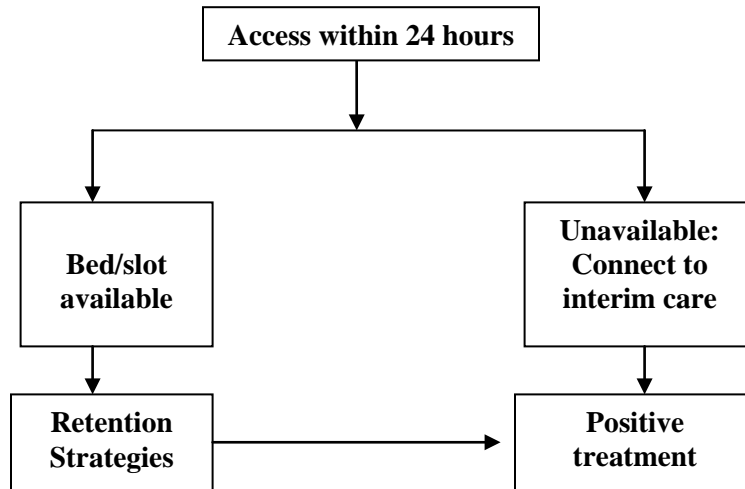 Access within 24 hours
Bed/slot
available
Unavailable:
Connect to
interim care
Retention
Strategies
Positive
treatment